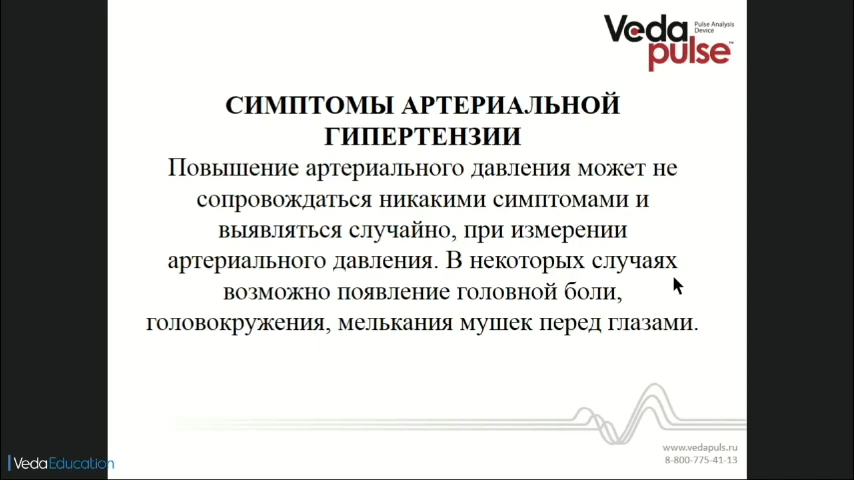 Veda
pulse™
Pulse Analysis
Device
СИМПТОМЫ АРТЕРИАЛЬНОЙ
ГИПЕРТЕНЗИИ
Повышение артериального давления может не
сопровождаться никакими симптомами и
выявляться случайно, при измерении
артериального давления. В некоторых случаях
возможно появление головной боли,
головокружения, мелькания мушек перед глазами.
www.vedapuls.ru
8-800-775-41-13
VedaEducation